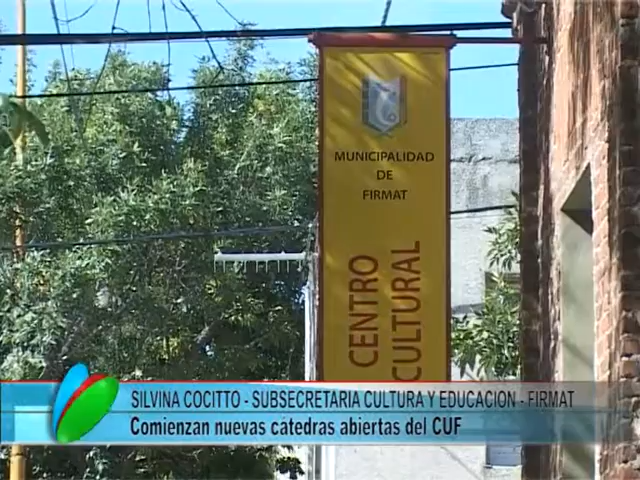 MUNICIPALIDAD
DE
FIRMAT
CENTRO
CULTURAL
SILVINA COCITTO - SUBSECRETARIA CULTURA Y EDUCACION - FIRMAT
Comienzan nuevas cátedras abiertas del CUF